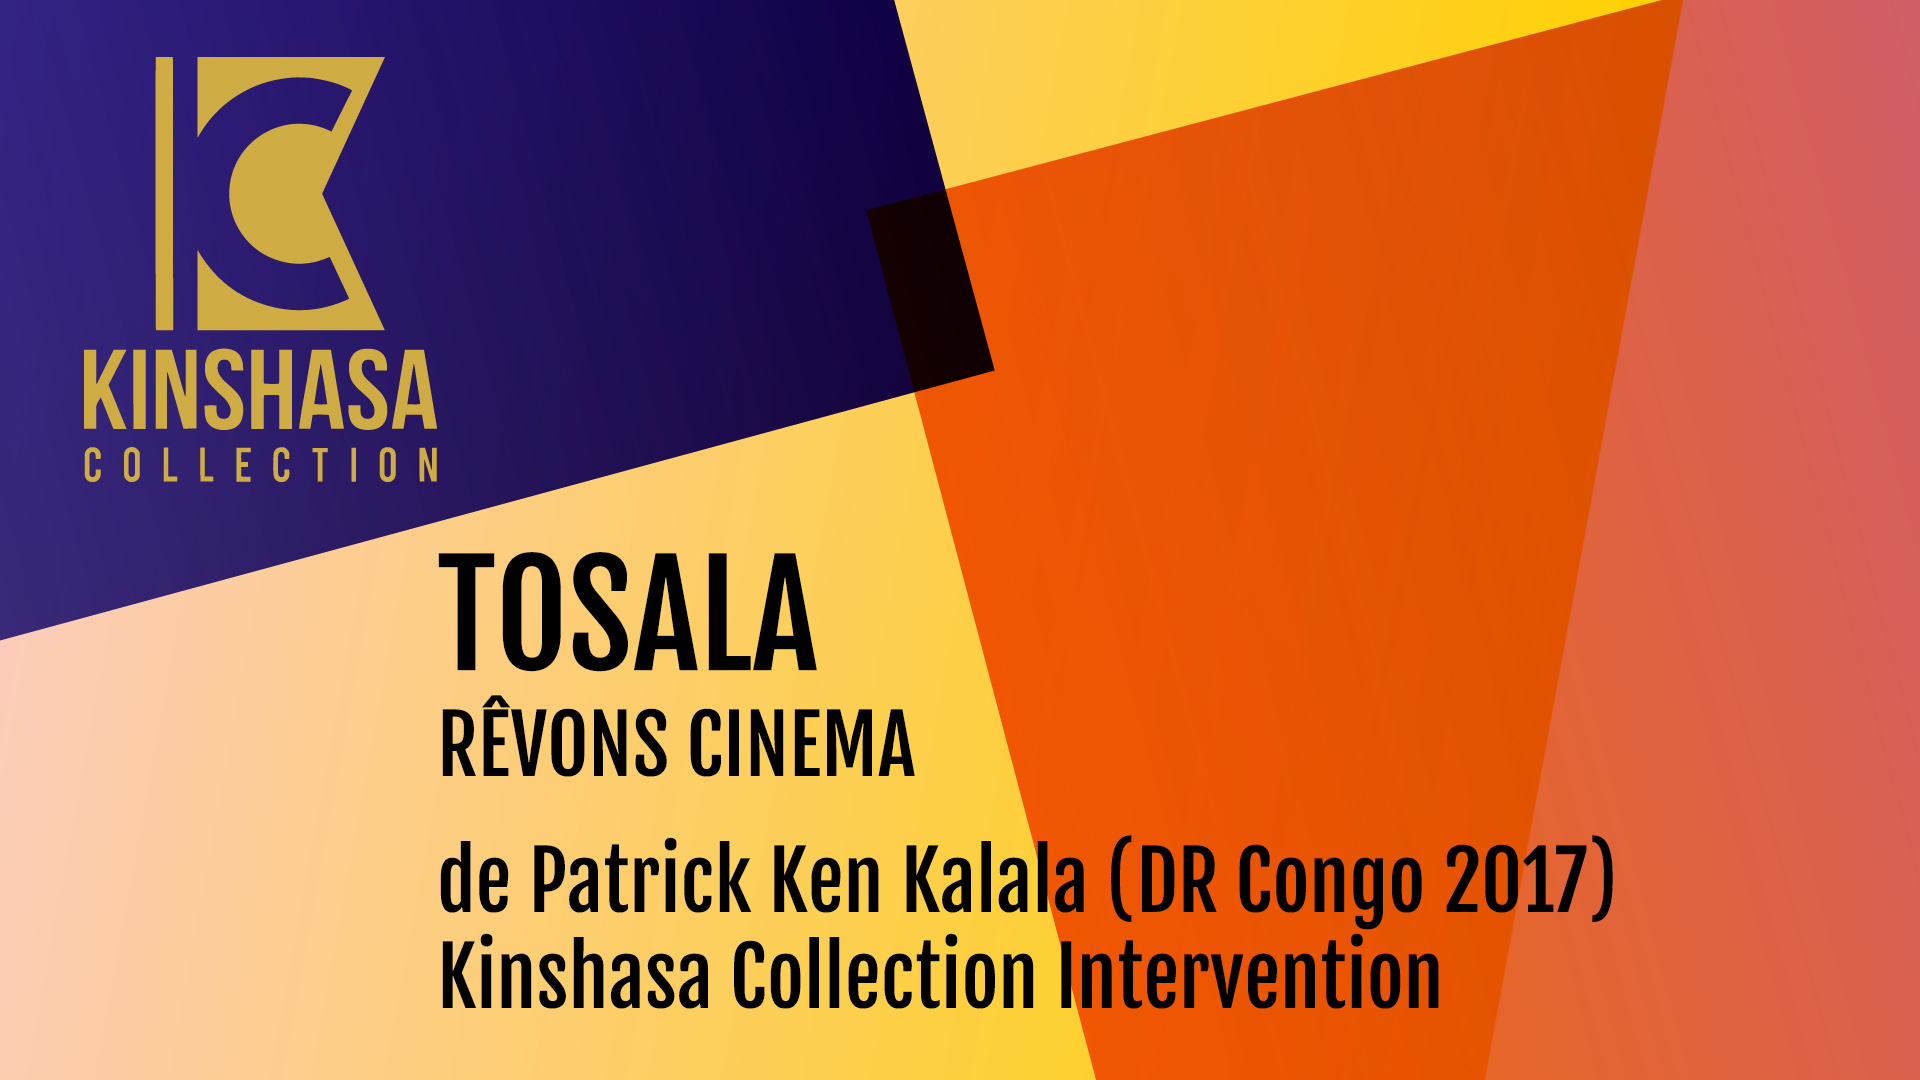 KINSHASA
COLLECTION
TOSALA
RÊVONS CINEMA
de Patrick Ken Kalala (DR Congo 2017)
Kinshasa Collection Intervention